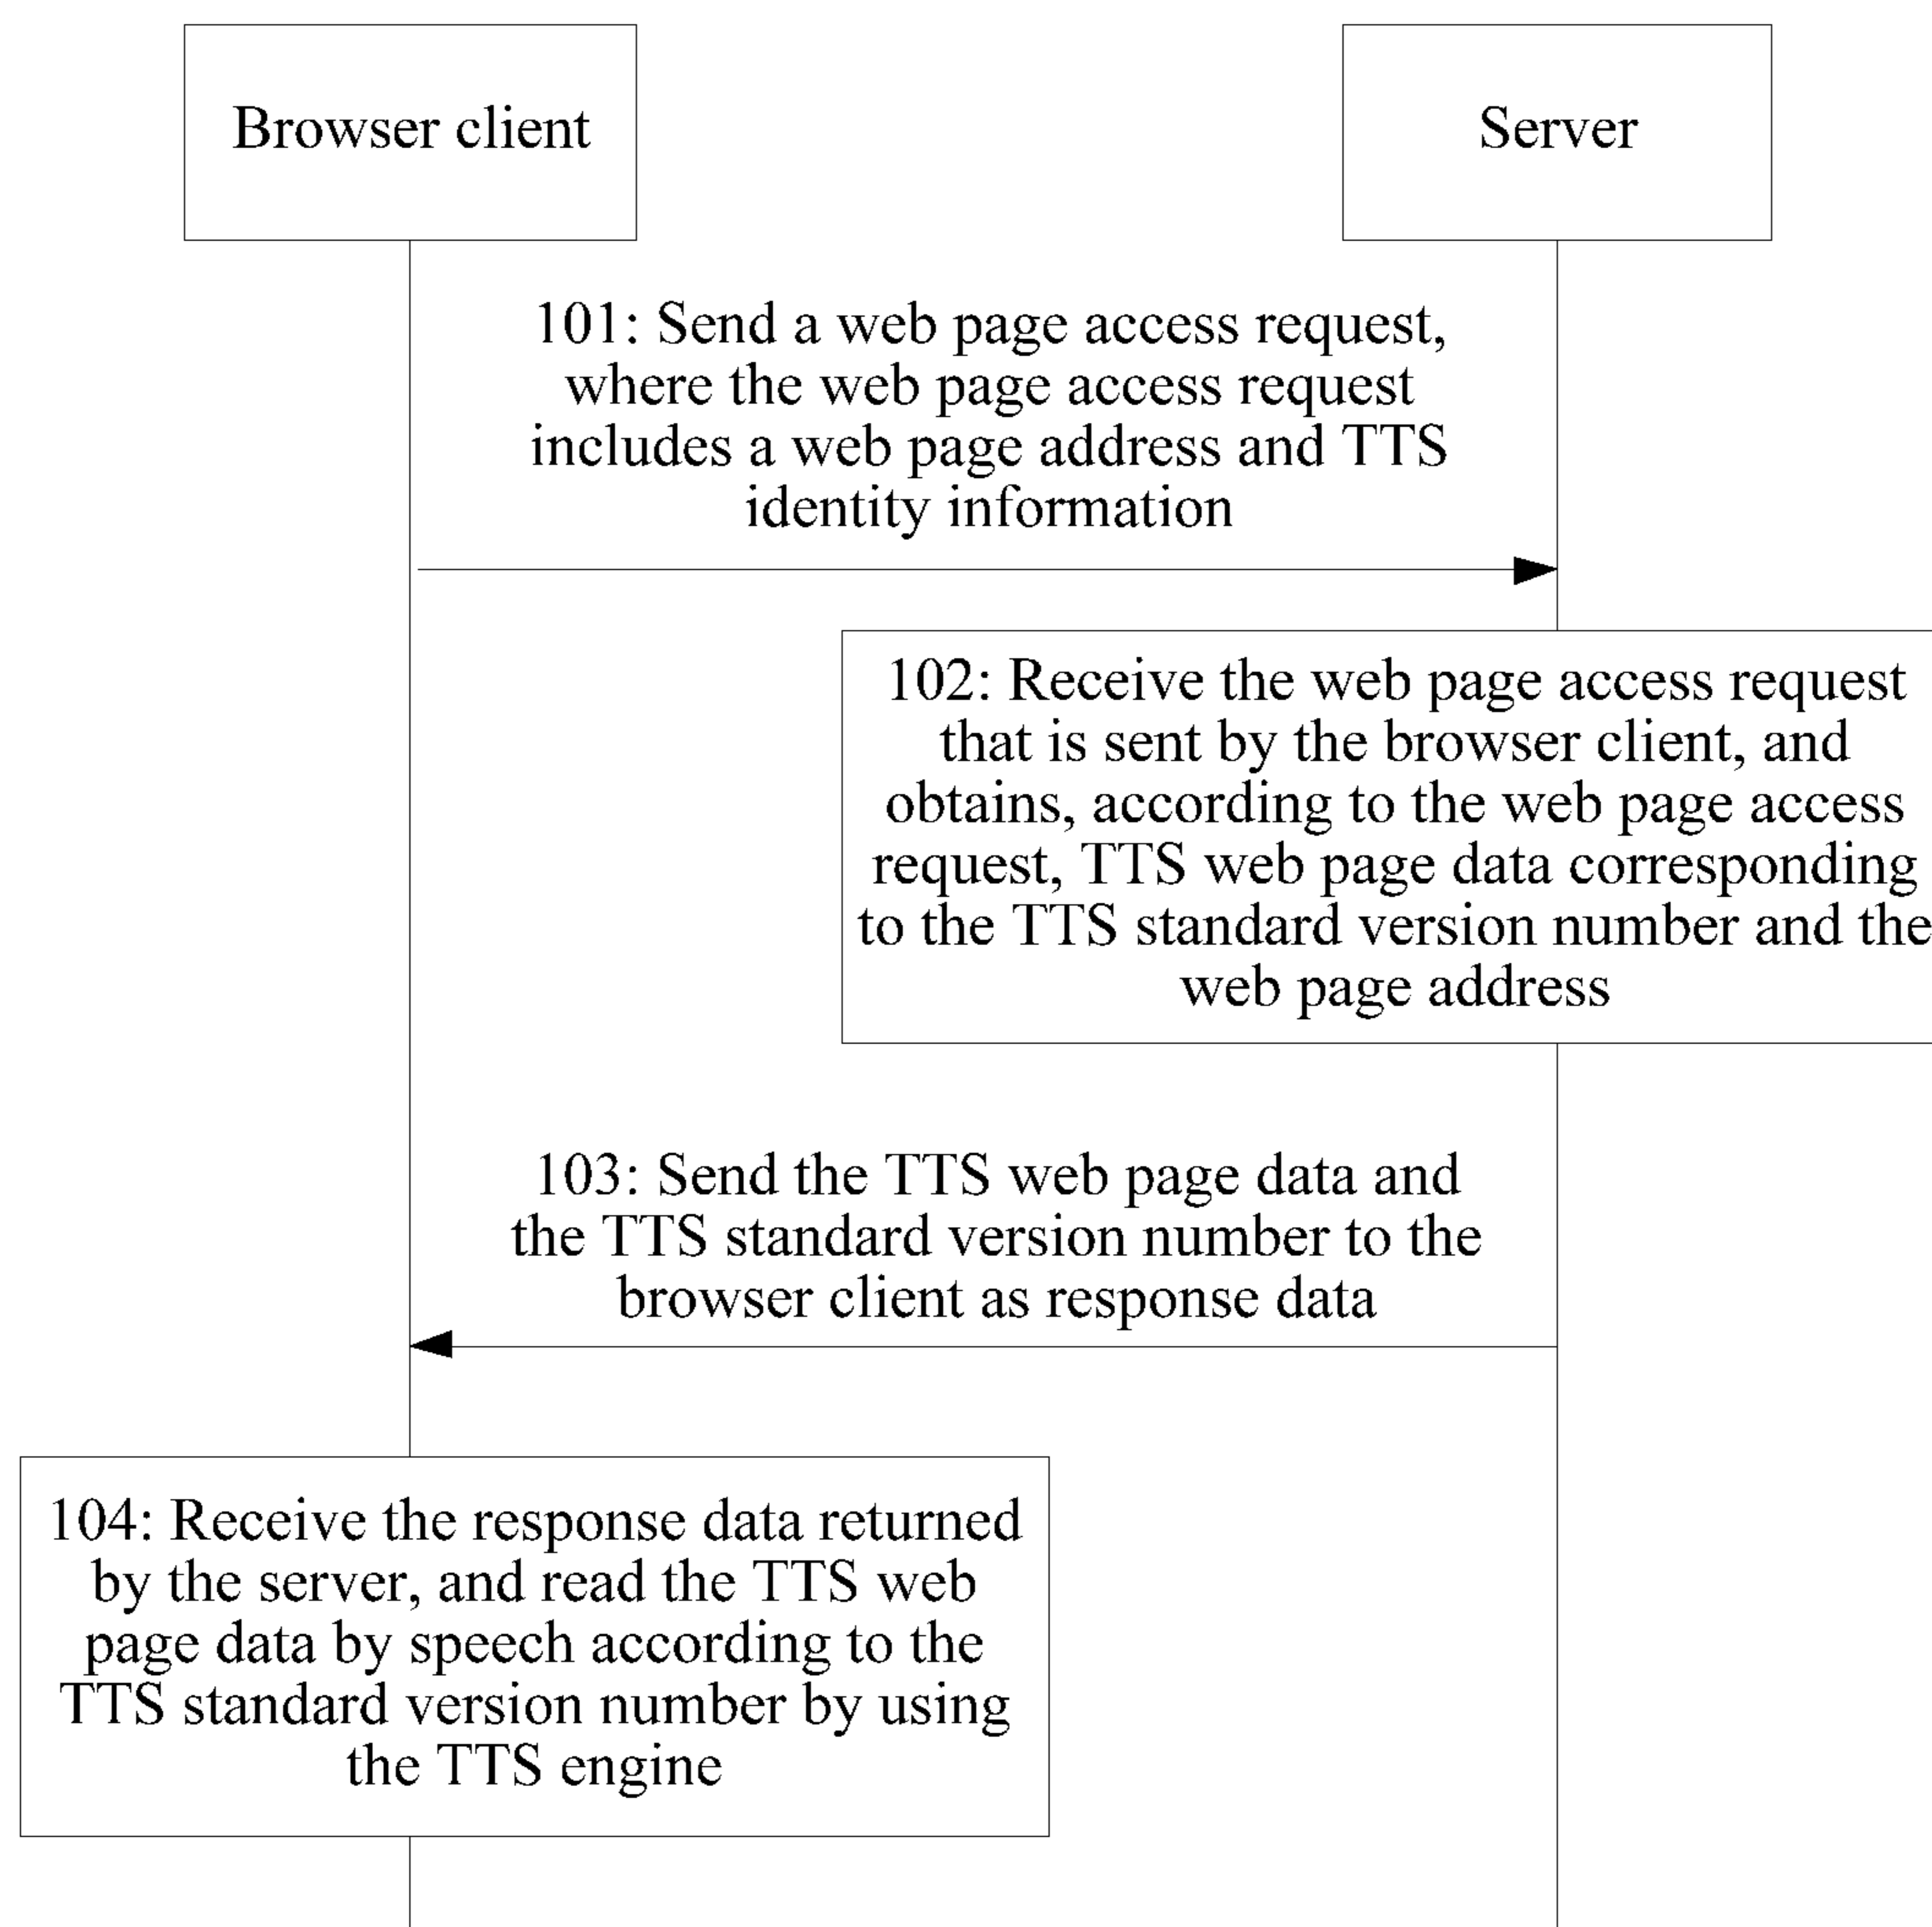 Browser client
Server
101: Send a web page access request,
where the web page access request
includes a web page address and TTS
identity information
102: Receive the web page access request
that is sent by the browser client, and
obtains, according to the web page access
request, TTS web page data corresponding
to the TTS standard version number and the
web page address
103: Send the TTS web page data and
the TTS standard version number to the
browser client as response data
104: Receive the response data returned
by the server, and read the TTS web
page data by speech according to the
TTS standard version number by using
the TTS engine